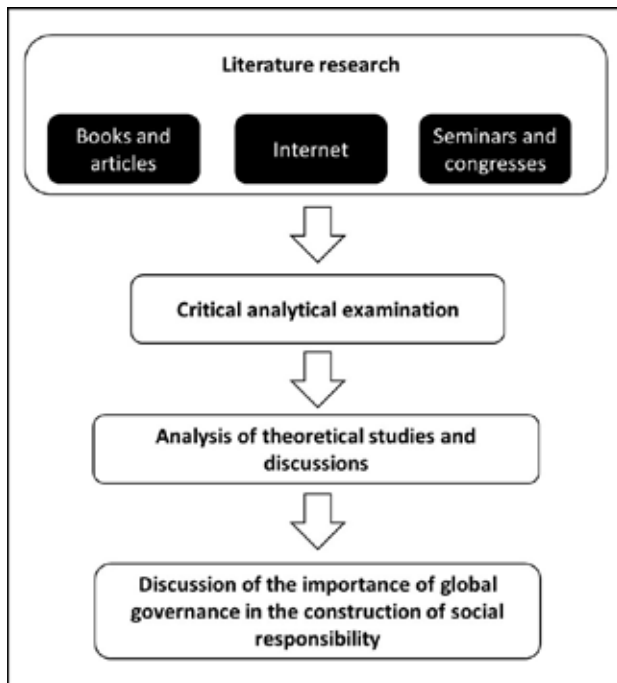 Literature research
Books and
articles
Internet
Seminars and
congresses
Critical analytical examination
Analysis of theoretical studies and
discussions
Discussion of the importance of global
governance in the construction of social
responsibility